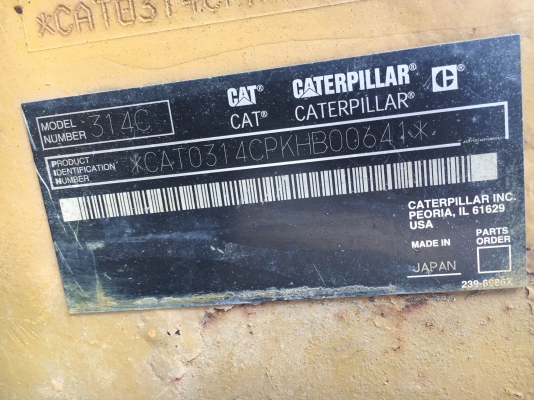 *CAT0314CP
CAT® CATERPILLAR® C
CAT® CATERPILLAR®
MODEL NUMBER 314C
PRODUCT IDENTIFICATION NUMBER *CAT0314CPKHB00641*
CATERPILLAR INC.
PEORIA, IL 61629
USA
MADE IN
JAPAN
PARTS ORDER